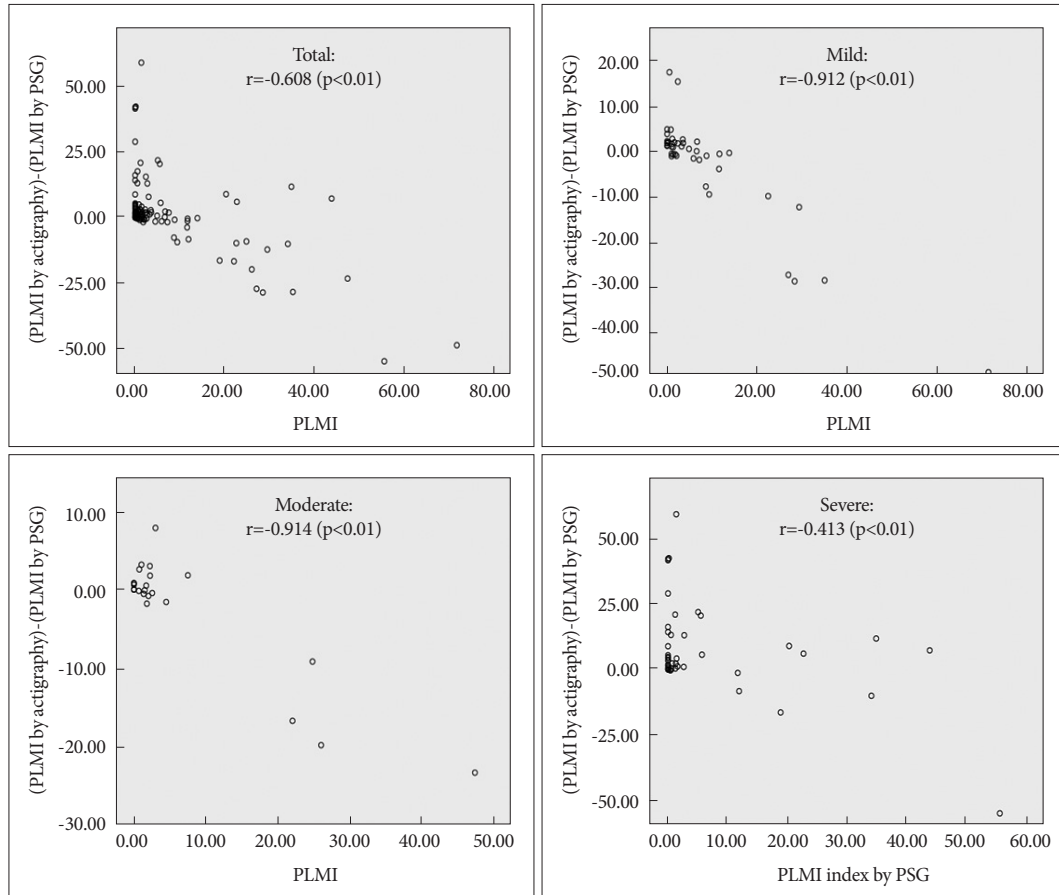 Total:
r=-0.608 (p<0.01)
(PLMI by actigraphy)-(PLMI by PSG)
50.00
25.00
0.00
-25.00
-50.00
0.00 20.00 40.00 60.00 80.00
PLMI
Mild:
r=-0.912 (p<0.01)
(PLMI by actigraphy)-(PLMI by PSG)
20.00
10.00
0.00
-10.00
-20.00
-30.00
-40.00
-50.00
0.00 20.00 40.00 60.00 80.00
PLMI
Moderate:
r=-0.914 (p<0.01)
(PLMI by actigraphy)-(PLMI by PSG)
10.00
0.00
-10.00
-20.00
-30.00
0.00 10.00 20.00 30.00 40.00 50.00
PLMI
Severe:
r=-0.413 (p<0.01)
(PLMI by actigraphy)-(PLMI by PSG)
50.00
25.00
0.00
-25.00
-50.00
0.00 10.00 20.00 30.00 40.00 50.00 60.00
PLMI index by PSG